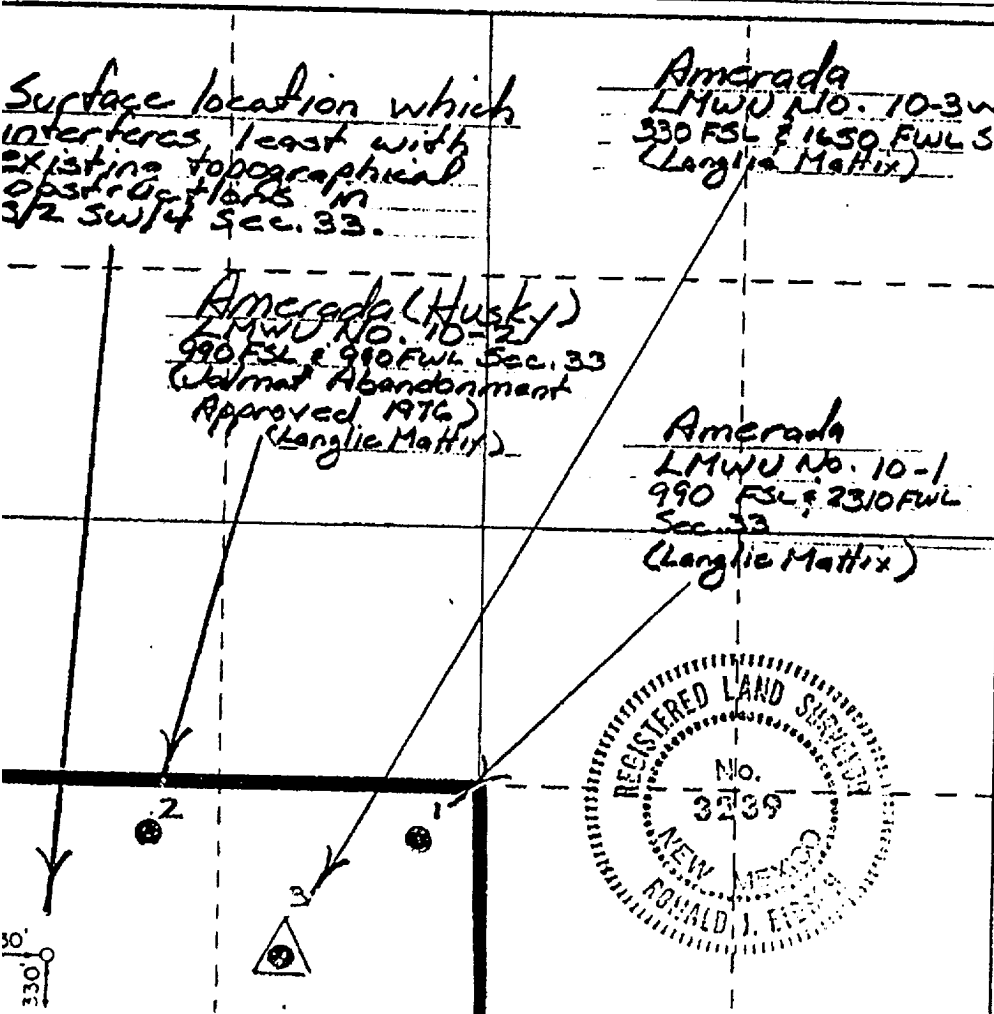 Surface location which
interferes least with
existing topographical
obstructions in
S/2 SW/4 Sec. 33.
Amerada
LMWU No. 10-3W
330 FSL & 1650 FWL S
(Langlie Mattix)
Amerada (Husky)
LMWU No. 10-2
990 FSL & 990 FWL Sec. 33
(Jalmat Abandonment
Approved 1976)
(Langlie Mattix)
Amerada
LMWU No. 10-1
990 FSL & 2310 FWL
Sec. 33
(Langlie Mattix)
REGISTERED LAND SURVEYOR
No.
3239
NEW MEXICO
RONALD J.
2
1
3
30'
330'